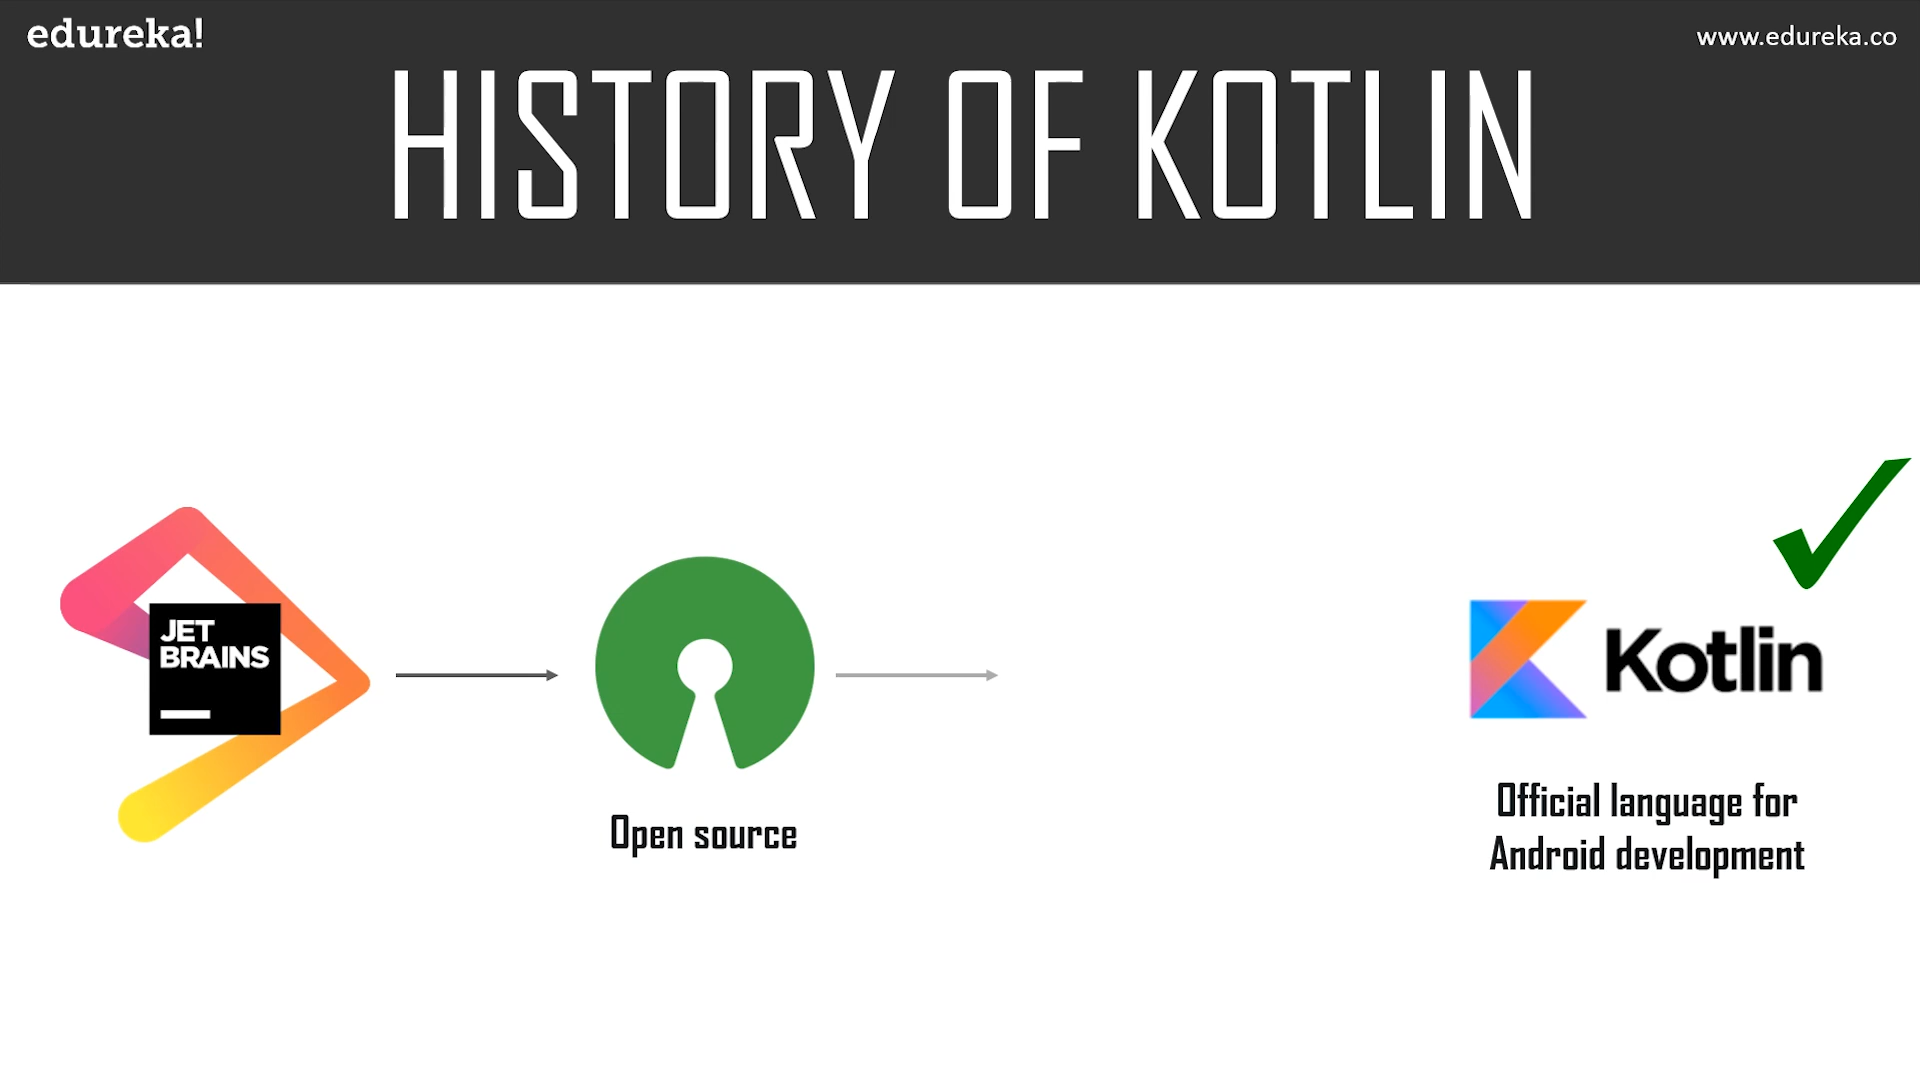 edureka!
www.edureka.co
HISTORY OF KOTLIN
JET
BRAINS
Kotlin
Open source
Official language for
Android development